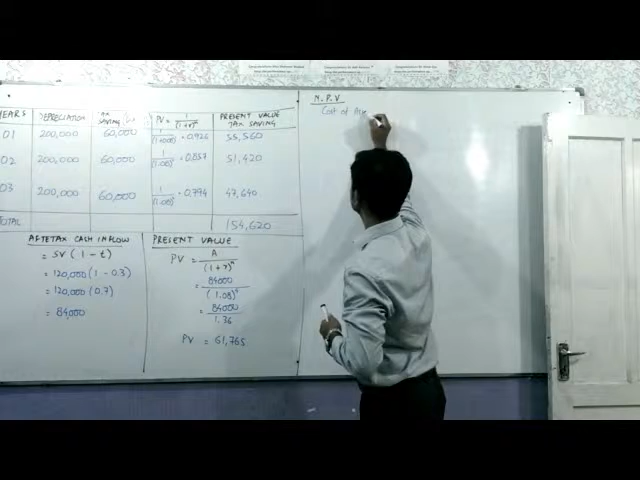 YEARS DEPRECIATION TAX SAVING PV = 1/(1+r)^n PRESENT VALUE TAX SAVING
01 200,000 60,000 1/(1+0.08) = 0.926 55,560
02 200,000 60,000 1/(1.08)² = 0.857 51,420
03 200,000 60,000 1/(1.08)³ = 0.794 47,640
TOTAL 154,620
AFTETAX CASH INFLOW
= SV (1 - t)
= 120,000 (1 - 0.3)
= 120,000 (0.7)
= 84000
PRESENT VALUE
PV = A/(1+r)^n
= 84000/(1.08)
= 84000/1.36
PV = 61,765
N.P.V
Cost of